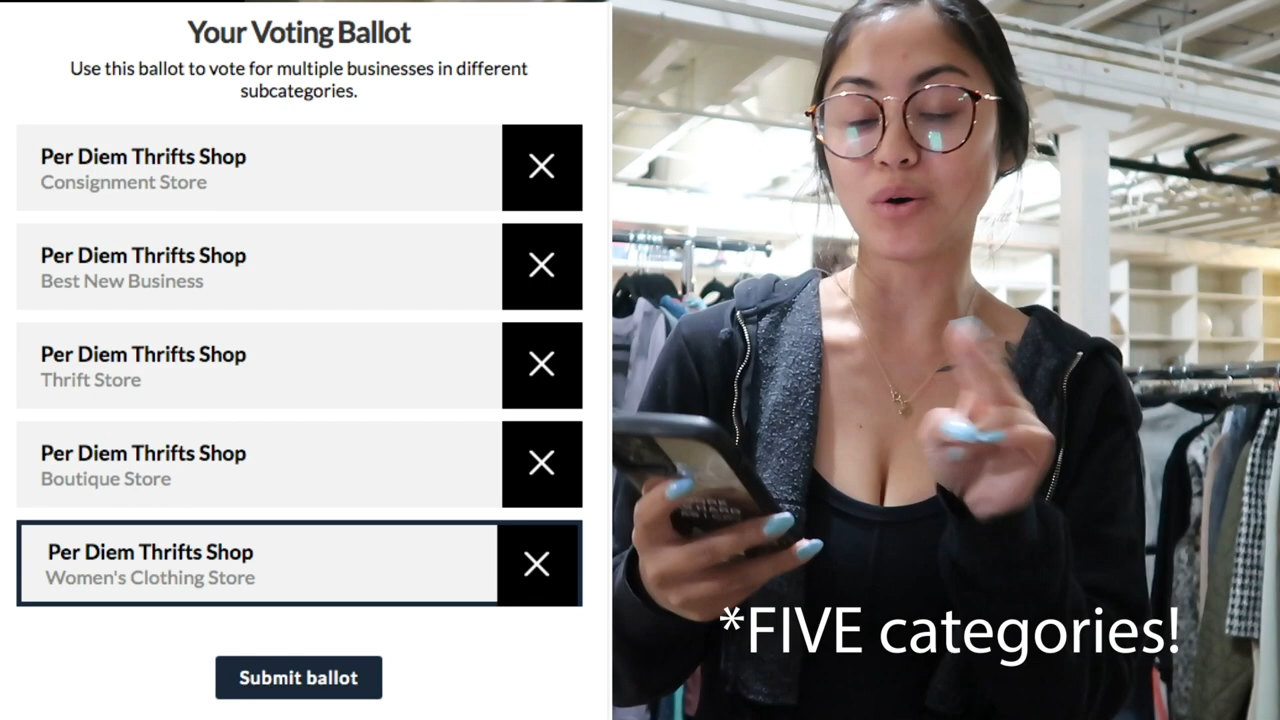 Your Voting Ballot
Use this ballot to vote for multiple businesses in different
subcategories.
Per Diem Thrifts Shop
Consignment Store
Per Diem Thrifts Shop
Best New Business
Per Diem Thrifts Shop
Thrift Store
Per Diem Thrifts Shop
Boutique Store
Per Diem Thrifts Shop
Women's Clothing Store
Submit ballot
*FIVE categories!